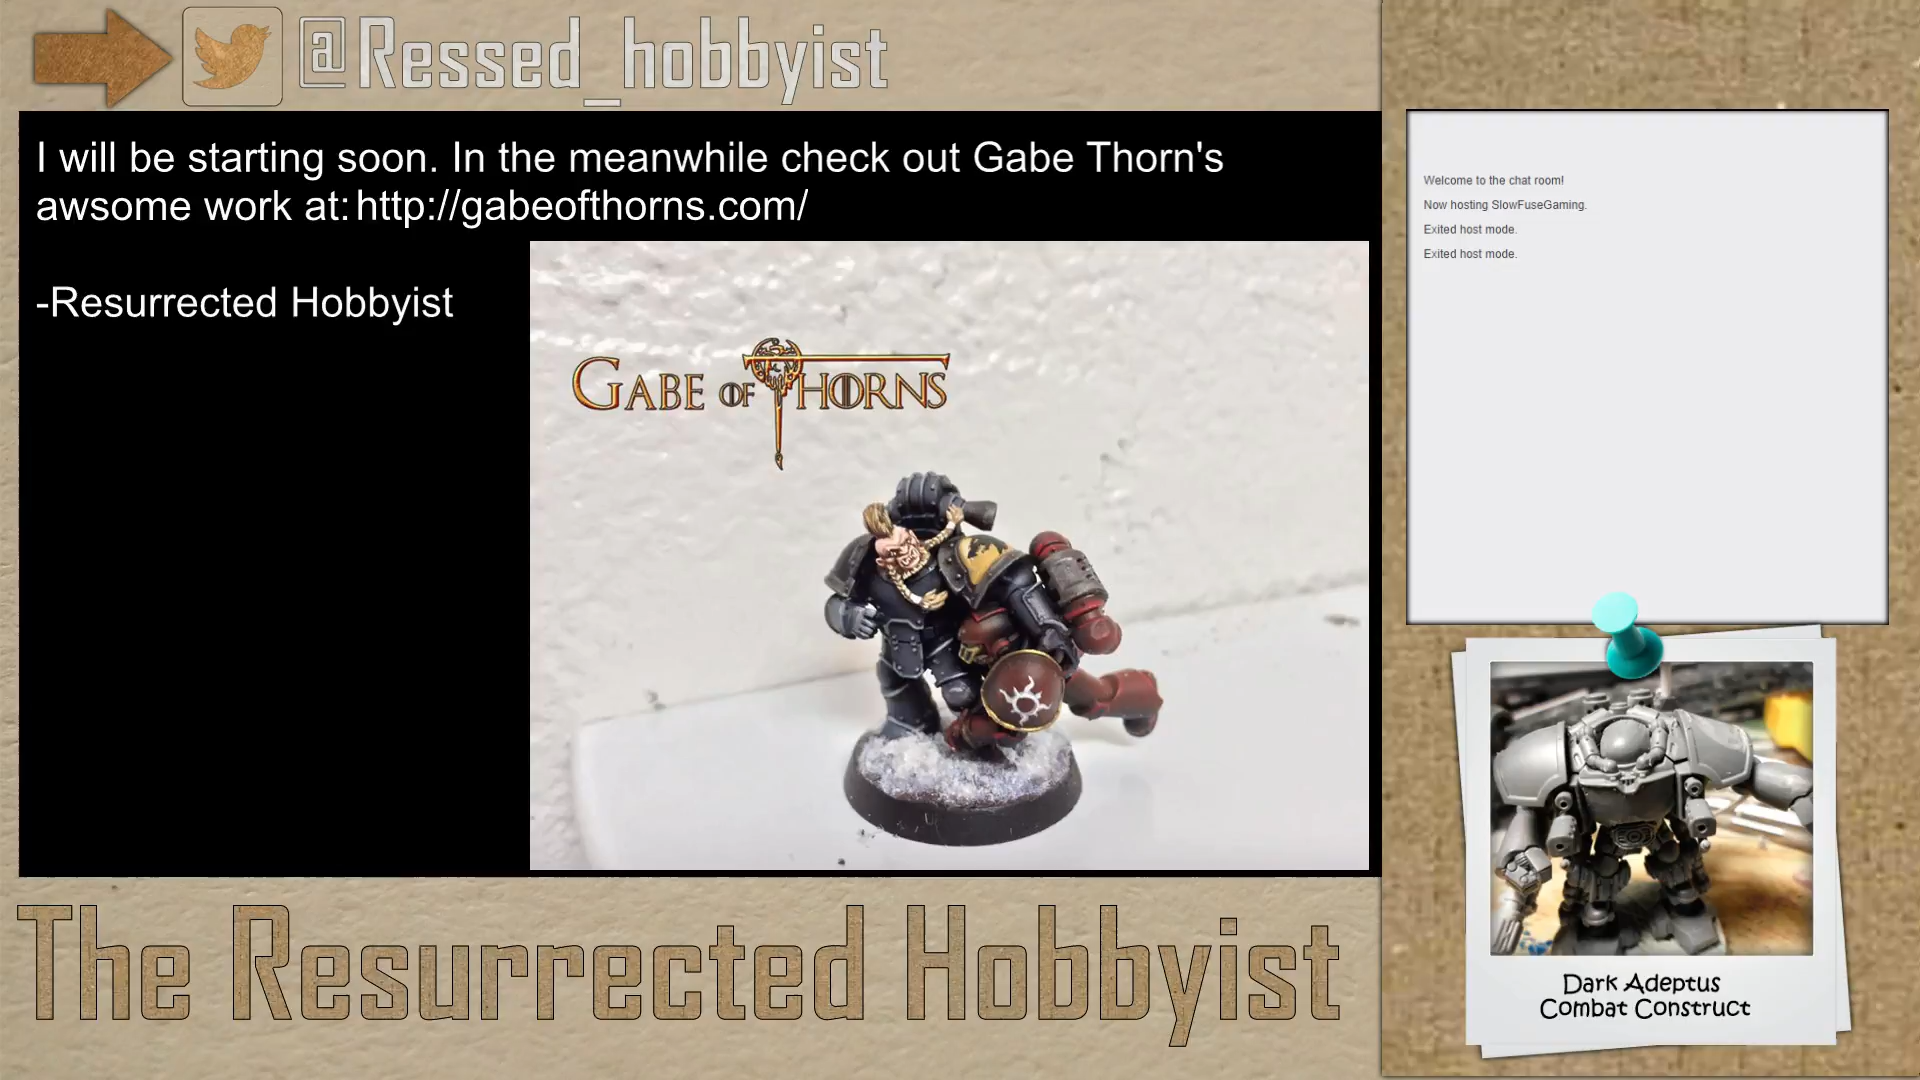 @Ressed_hobbyist
I will be starting soon. In the meanwhile check out Gabe Thorn's
awsome work at: http://gabeofthorns.com/
-Resurrected Hobbyist
GABE OF THORNS
Welcome to the chat room!
Now hosting SlowFuseGaming.
Exited host mode.
Exited host mode.
Dark Adeptus
Combat Construct
The Resurrected Hobbyist